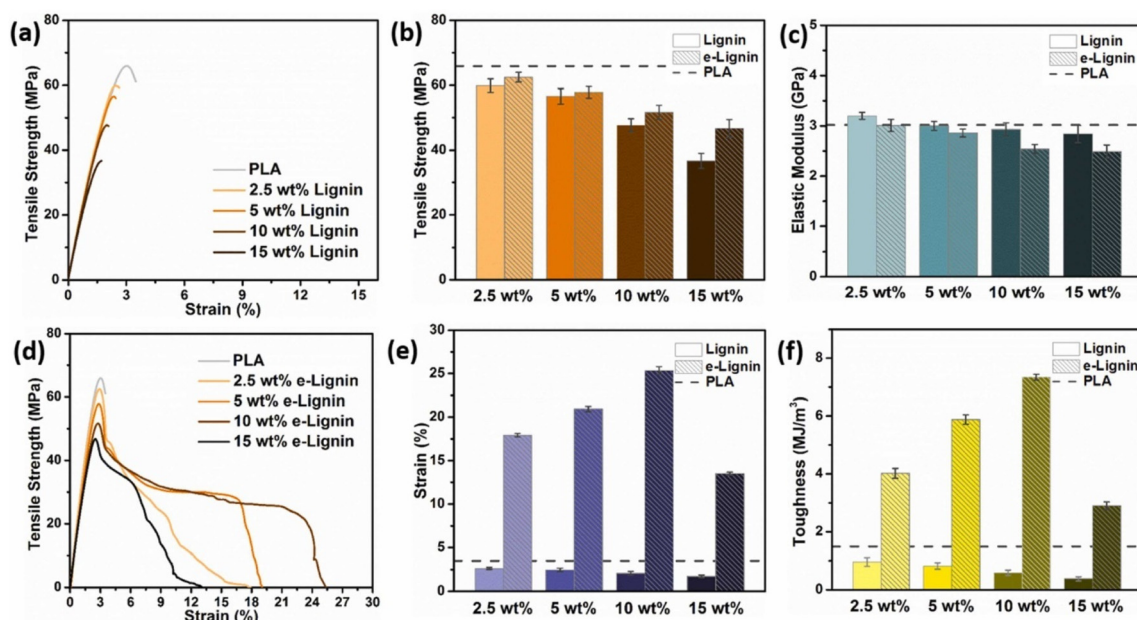 (a)
80
60
40
20
0
Tensile Strength (MPa)
PLA
2.5 wt% Lignin
5 wt% Lignin
10 wt% Lignin
15 wt% Lignin
0 3 6 9 12 15
Strain (%)
(b)
80
60
40
20
0
Tensile Strength (MPa)
Lignin
e-Lignin
PLA
2.5 wt% 5 wt% 10 wt% 15 wt%
(c)
5
4
3
2
1
0
Elastic Modulus (GPa)
Lignin
e-Lignin
PLA
2.5 wt% 5 wt% 10 wt% 15 wt%
(d)
80
60
40
20
0
Tensile Strength (MPa)
PLA
2.5 wt% e-Lignin
5 wt% e-Lignin
10 wt% e-Lignin
15 wt% e-Lignin
0 3 6 9 12 15 18 21 24 27 30
Strain (%)
(e)
30
25
20
15
10
5
0
Strain (%)
Lignin
e-Lignin
PLA
2.5 wt% 5 wt% 10 wt% 15 wt%
(f)
9
8
6
4
2
1
0
Toughness (MJ/m³)
Lignin
e-Lignin
PLA
2.5 wt% 5 wt% 10 wt% 15 wt%